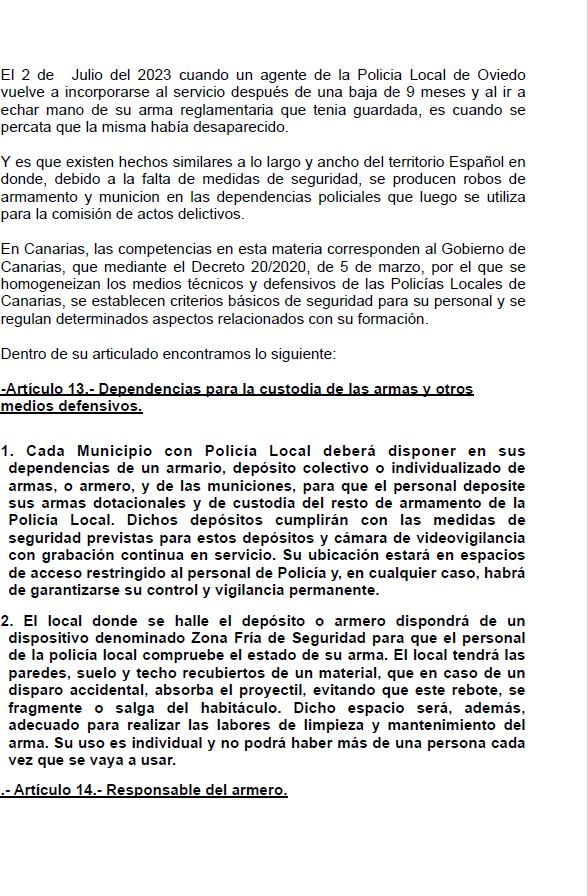 El 2 de Julio del 2023 cuando un agente de la Policia Local de Oviedo
vuelve a incorporarse al servicio después de una baja de 9 meses y al ir a
echar mano de su arma reglamentaria que tenia guardada, es cuando se
percata que la misma había desaparecido.
Y es que existen hechos similares a lo largo y ancho del territorio Español en
donde, debido a la falta de medidas de seguridad, se producen robos de
armamento y municion en las dependencias policiales que luego se utiliza
para la comisión de actos delictivos.
En Canarias, las competencias en esta materia corresponden al Gobierno de
Canarias, que mediante el Decreto 20/2020, de 5 de marzo, por el que se
homogeneizan los medios técnicos y defensivos de las Policías Locales de
Canarias, se establecen criterios básicos de seguridad para su personal y se
regulan determinados aspectos relacionados con su formación.
Dentro de su articulado encontramos lo siguiente:
-Artículo 13.- Dependencias para la custodia de las armas y otros
medios defensivos.
1. Cada Municipio con Policía Local deberá disponer en sus
dependencias de un armario, depósito colectivo o individualizado de
armas, o armero, y de las municiones, para que el personal deposite
sus armas dotacionales y de custodia del resto de armamento de la
Policía Local. Dichos depósitos cumplirán con las medidas de
seguridad previstas para estos depósitos y cámara de videovigilancia
con grabación continua en servicio. Su ubicación estará en espacios
de acceso restringido al personal de Policía y, en cualquier caso, habrá
de garantizarse su control y vigilancia permanente.
2. El local donde se halle el depósito o armero dispondrá de un
dispositivo denominado Zona Fría de Seguridad para que el personal
de la policía local compruebe el estado de su arma. El local tendrá las
paredes, suelo y techo recubiertos de un material, que en caso de un
disparo accidental, absorba el proyectil, evitando que este rebote, se
fragmente o salga del habitáculo. Dicho espacio será, además,
adecuado para realizar las labores de limpieza y mantenimiento del
arma. Su uso es individual y no podrá haber más de una persona cada
vez que se vaya a usar.
.- Artículo 14.- Responsable del armero.